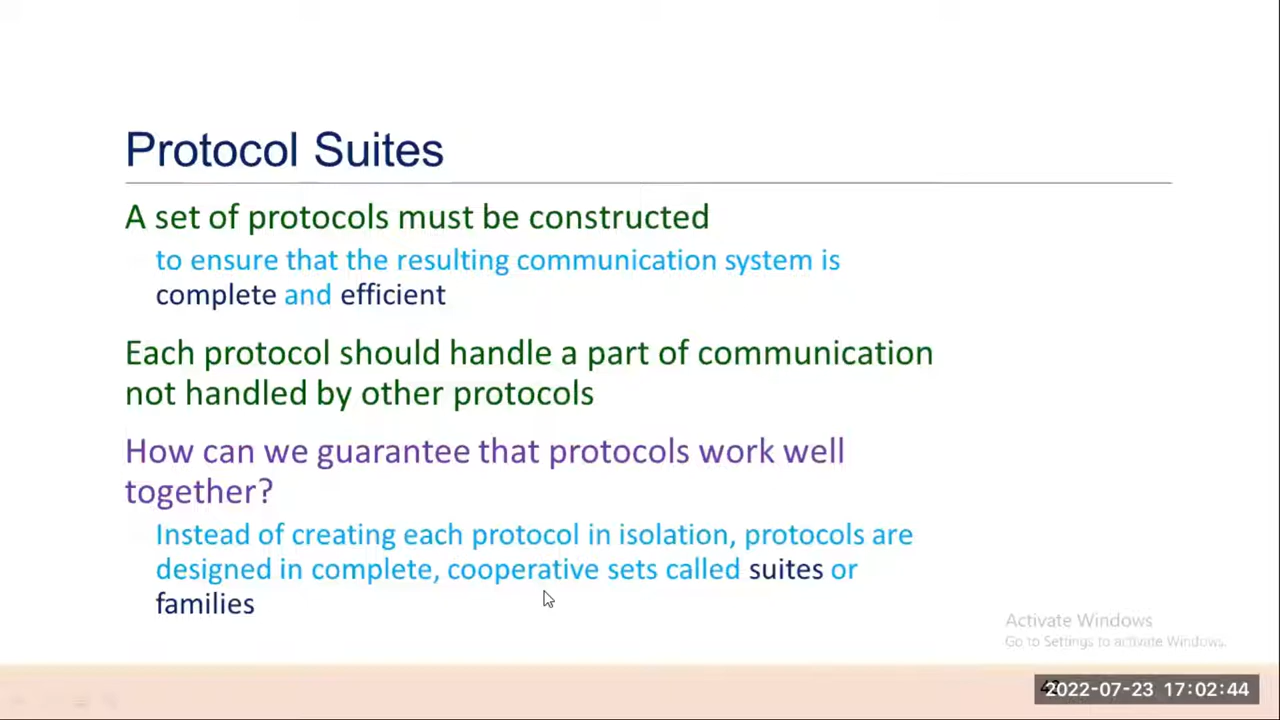 Protocol Suites
A set of protocols must be constructed
to ensure that the resulting communication system is
complete and efficient
Each protocol should handle a part of communication
not handled by other protocols
How can we guarantee that protocols work well
together?
Instead of creating each protocol in isolation, protocols are
designed in complete, cooperative sets called suites or
families
Activate Windows
Go to Settings to activate Windows.
2022-07-23 17:02:44